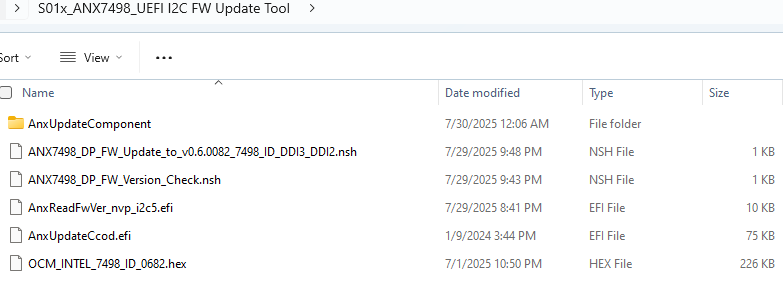 S01x_ANX7498_UEFI I2C FW Update Tool
Sort View
Name Date modified Type Size
AnxUpdateComponent 7/30/2025 12:06 AM File folder
ANX7498_DP_FW_Update_to_v0.6.0082_7498_ID_DDI3_DDI2.nsh 7/29/2025 9:48 PM NSH File 1 KB
ANX7498_DP_FW_Version_Check.nsh 7/29/2025 9:43 PM NSH File 1 KB
AnxReadFwVer_nvp_i2c5.efi 7/29/2025 8:41 PM EFI File 10 KB
AnxUpdateCcod.efi 1/9/2024 3:44 PM EFI File 75 KB
OCM_INTEL_7498_ID_0682.hex 7/1/2025 10:50 PM HEX File 226 KB